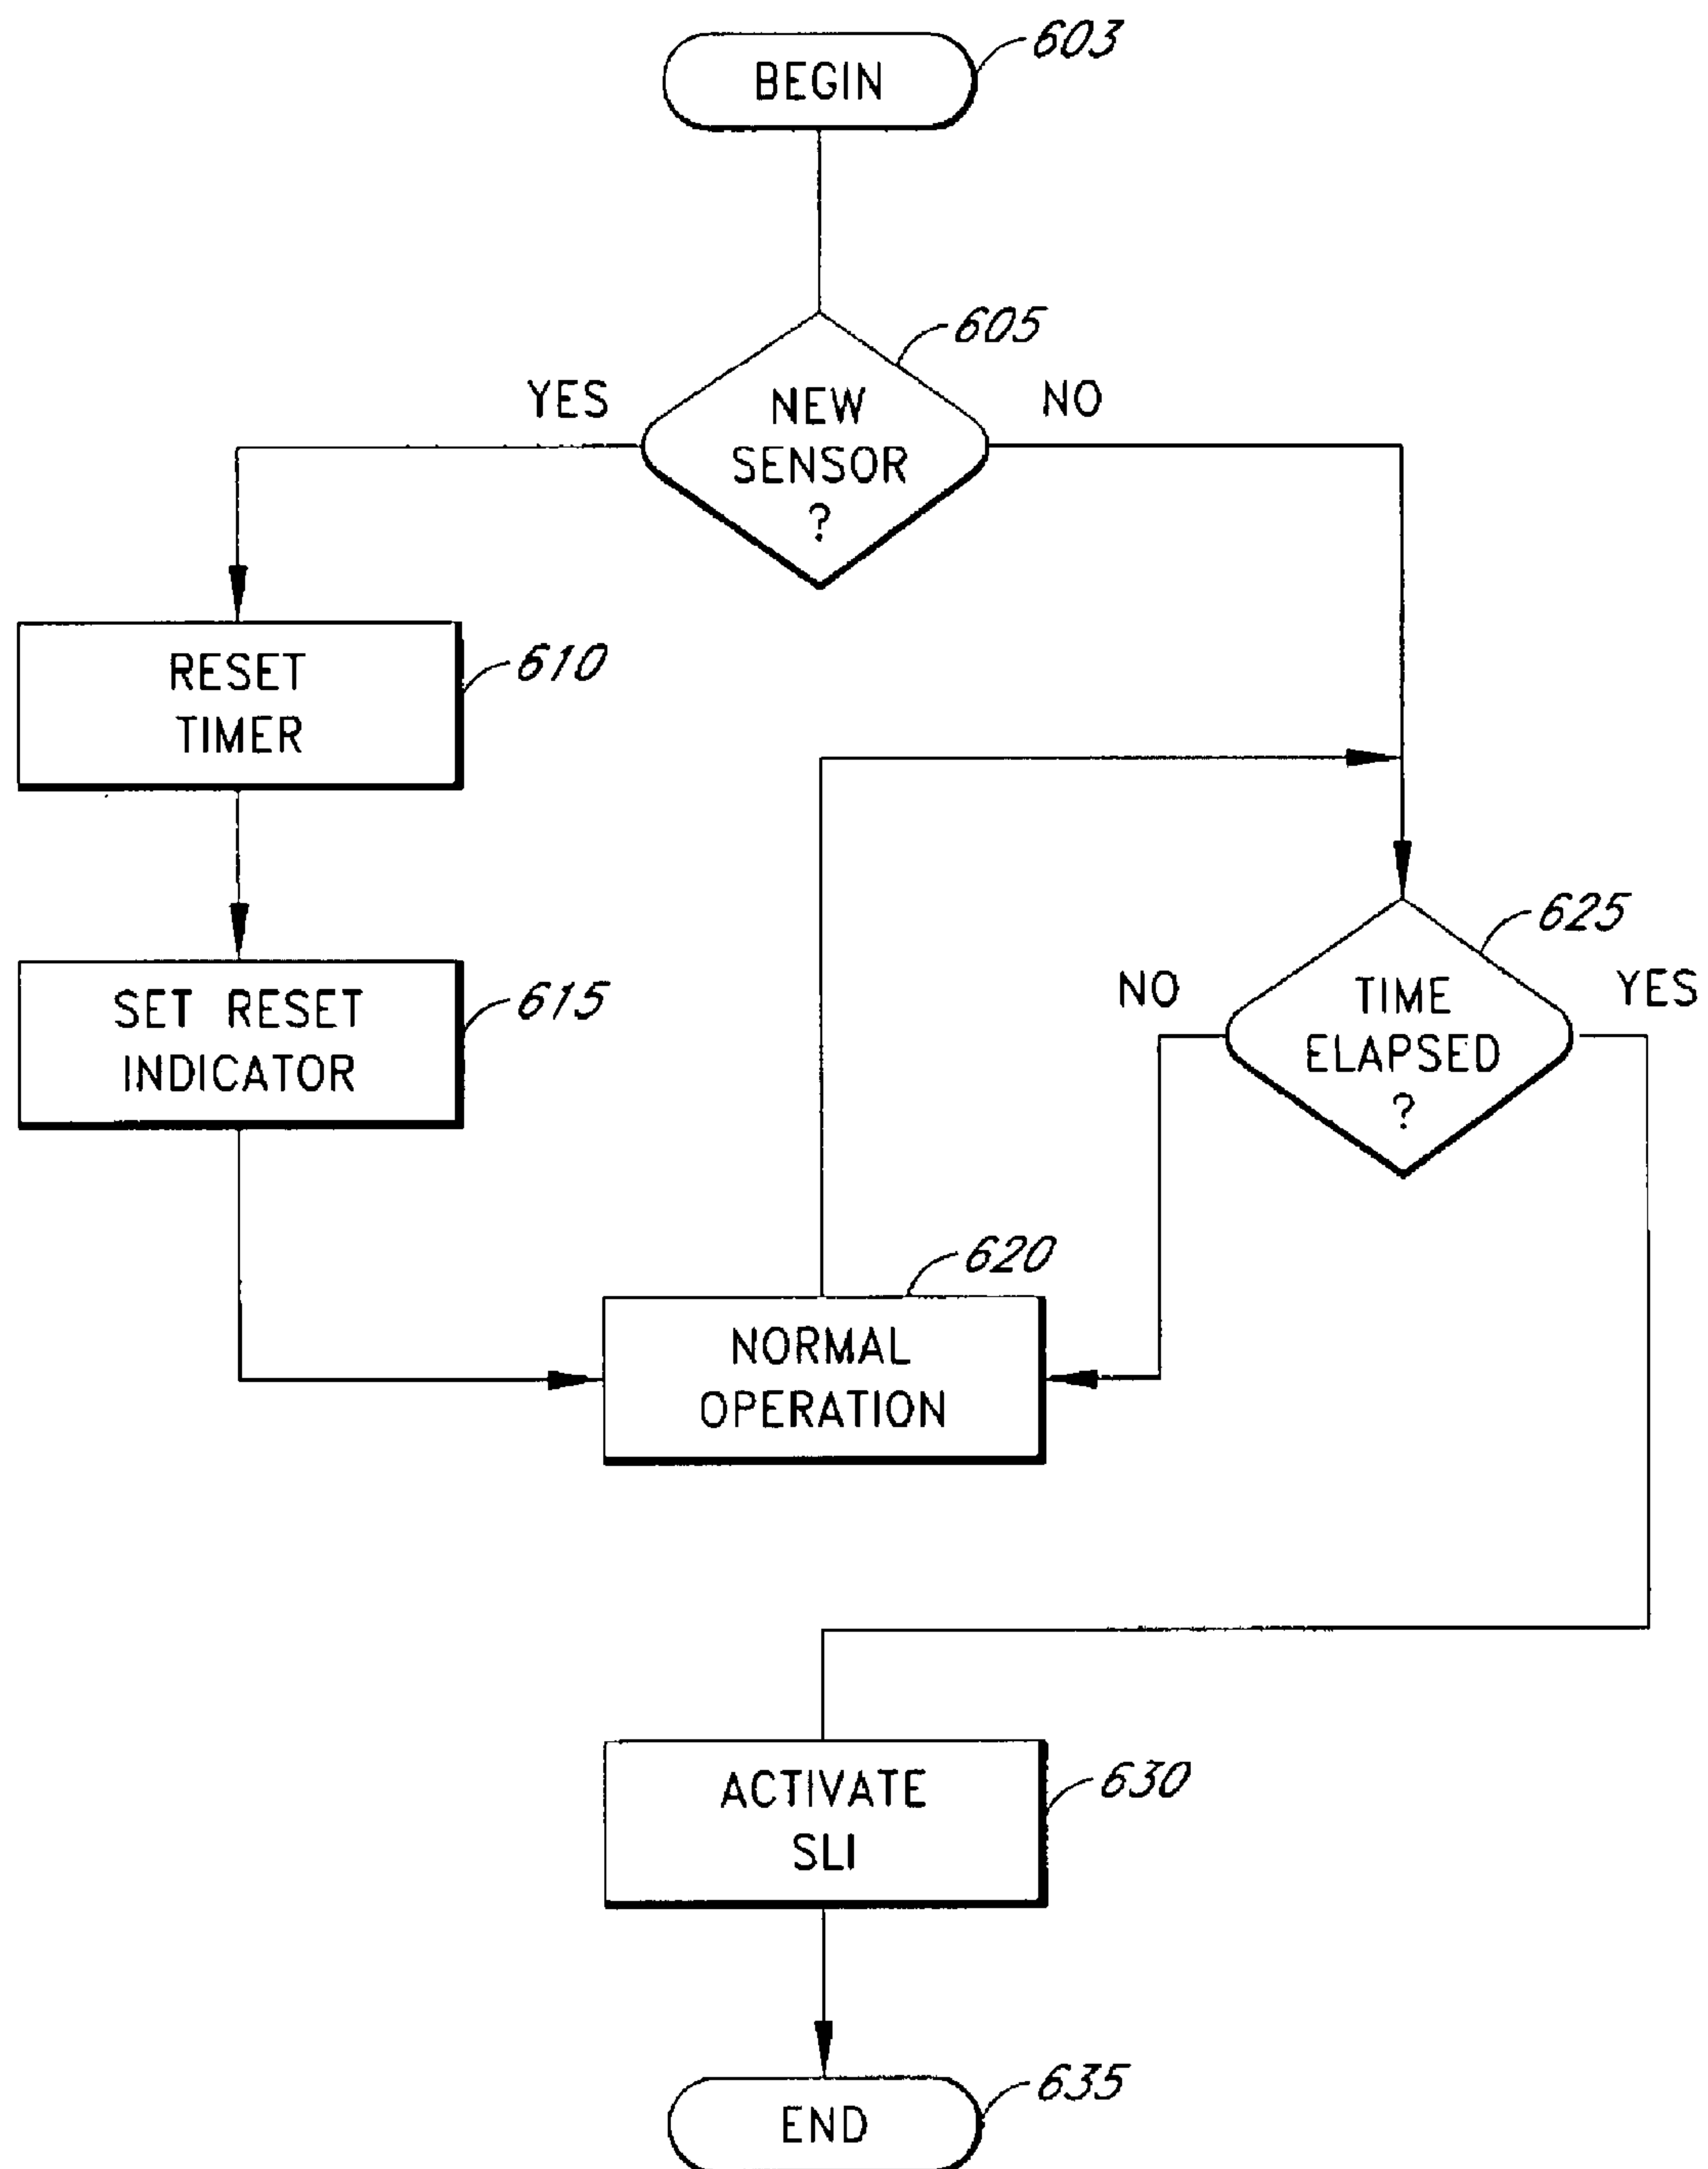 BEGIN
603
605
YES
NEW
SENSOR
?
NO
RESET
TIMER
610
SET RESET
INDICATOR
615
625
NO
TIME
ELAPSED
?
YES
620
NORMAL
OPERATION
ACTIVATE
SLI
630
END
635